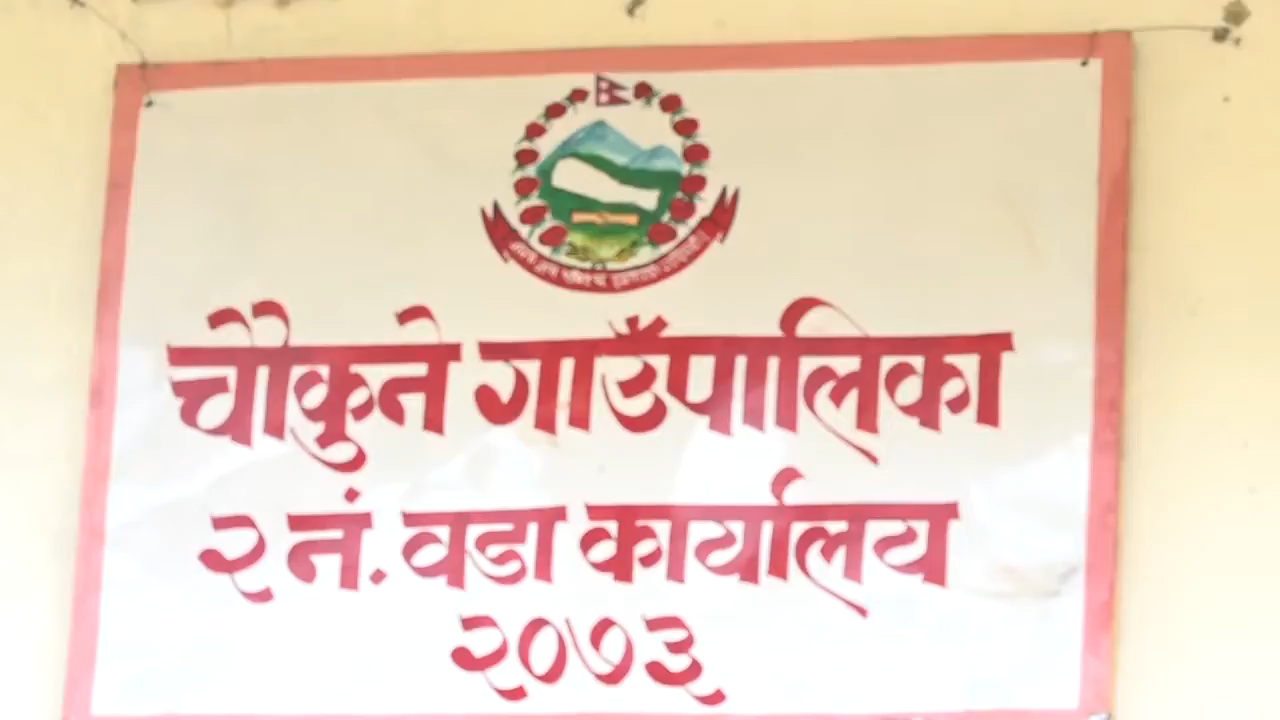 चौकुने गाउँपालिका
२ नं. वडा कार्यालय
२०७३